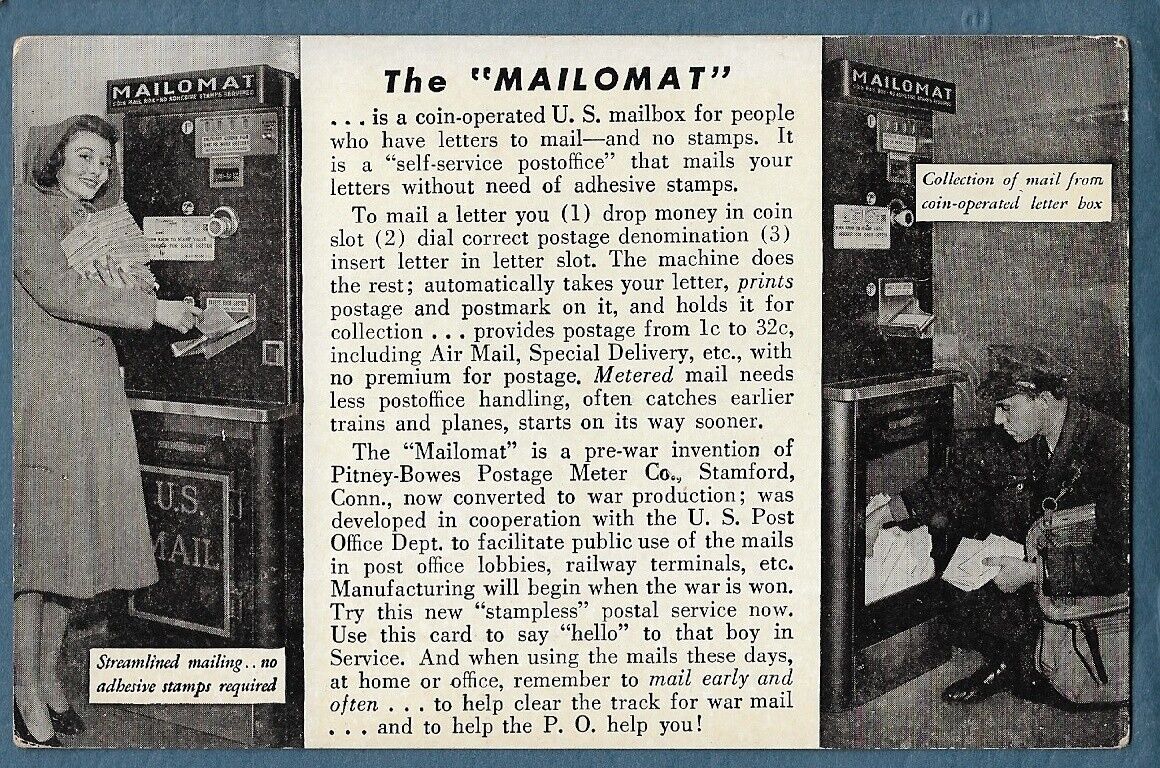 The "MAILOMAT"
. . . is a coin-operated U. S. mailbox for people
who have letters to mail—and no stamps. It
is a "self-service postoffice" that mails your
letters without need of adhesive stamps.
To mail a letter you (1) drop money in coin
slot (2) dial correct postage denomination (3)
insert letter in letter slot. The machine does
the rest; automatically takes your letter, prints
postage and postmark on it, and holds it for
collection . . . provides postage from 1c to 32c,
including Air Mail, Special Delivery, etc., with
no premium for postage. Metered mail needs
less postoffice handling, often catches earlier
trains and planes, starts on its way sooner.
The "Mailomat" is a pre-war invention of
Pitney-Bowes Postage Meter Co., Stamford,
Conn., now converted to war production; was
developed in cooperation with the U. S. Post
Office Dept. to facilitate public use of the mails
in post office lobbies, railway terminals, etc.
Manufacturing will begin when the war is won.
Try this new "stampless" postal service now.
Use this card to say "hello" to that boy in
Service. And when using the mails these days,
at home or office, remember to mail early and
often . . . to help clear the track for war mail
. . . and to help the P. O. help you!
MAILOMAT
COIN MAIL BOX-NO ADHESIVE STAMPS REQUIRED
U.S.
MAIL
Streamlined mailing . . no
adhesive stamps required
MAILOMAT
Collection of mail from
coin-operated letter box